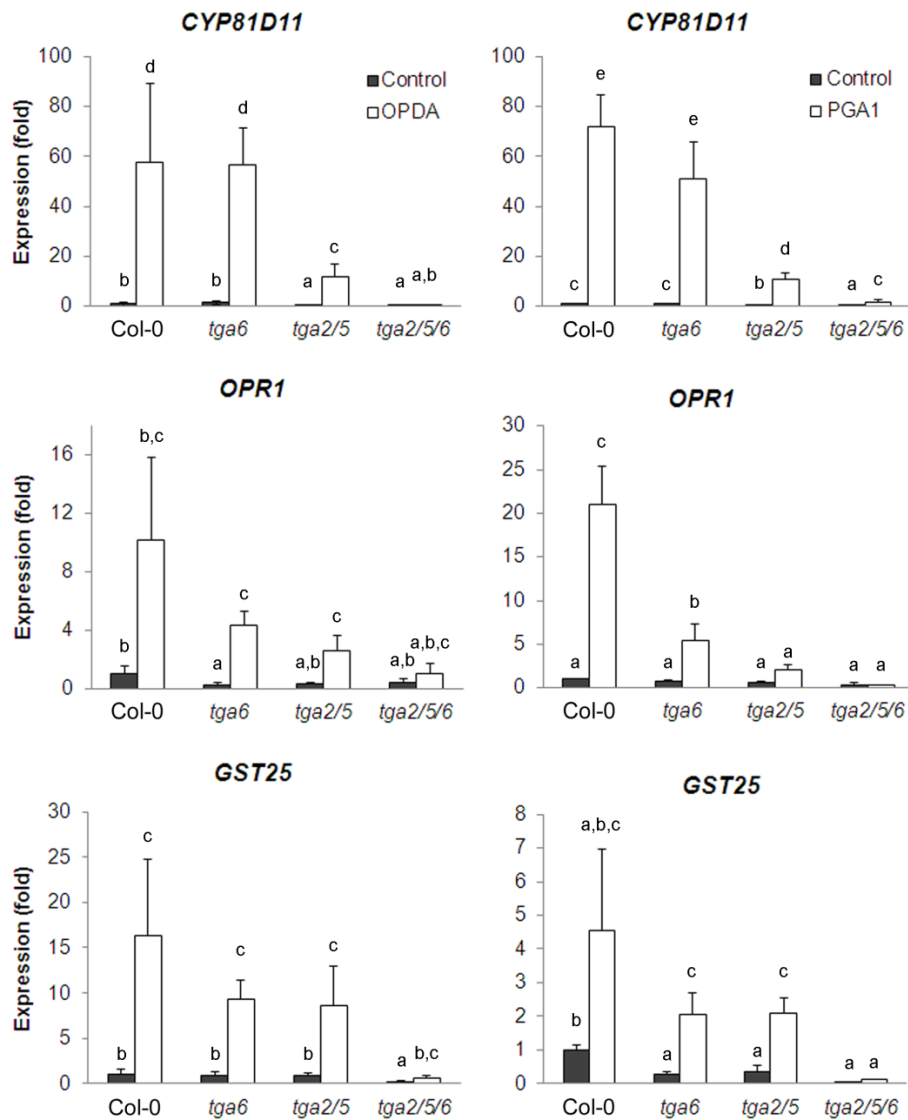 CYP81D11
Expression (fold)
100
80
60
40
20
0
Control
OPDA
b d b d a c a a,b
Col-0 tga6 tga2/5 tga2/5/6
CYP81D11
100
80
60
40
20
0
Control
PGA1
c e c e b d a c
Col-0 tga6 tga2/5 tga2/5/6
OPR1
Expression (fold)
16
12
8
4
0
b b,c a c a,b c a,b a,b,c
Col-0 tga6 tga2/5 tga2/5/6
OPR1
30
25
20
15
10
5
0
a c a b a a a a
Col-0 tga6 tga2/5 tga2/5/6
GST25
Expression (fold)
30
25
20
15
10
5
0
b c b c b c a b,c
Col-0 tga6 tga2/5 tga2/5/6
GST25
8
7
6
5
4
3
2
1
0
b a,b,c a c a c a a
Col-0 tga6 tga2/5 tga2/5/6